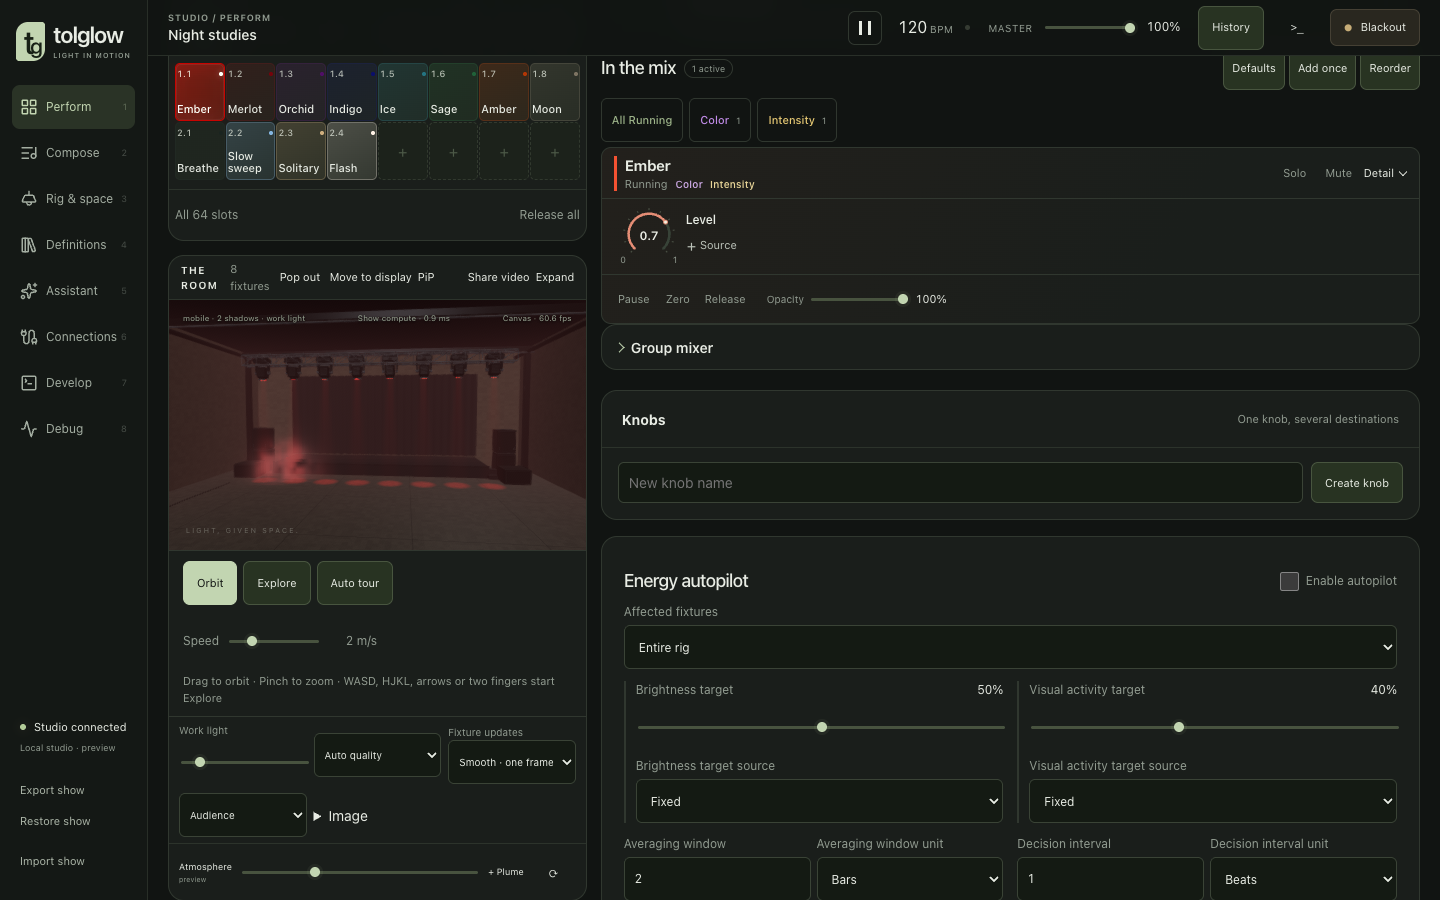 tolglow
LIGHT IN MOTION
Perform 1
Compose 2
Rig & space 3
Definitions 4
Assistant 5
Connections 6
Develop 7
Debug 8
Studio connected
Local studio · preview
Export show
Restore show
Import show
STUDIO / PERFORM
Night studies
120 BPM
MASTER
100%
History
>_
Blackout
1.1 1.2 1.3 1.4 1.5 1.6 1.7 1.8
Ember Merlot Orchid Indigo Ice Sage Amber Moon
2.1 2.2 2.3 2.4
Breathe Slow sweep Solitary Flash + + + +
All 64 slots
Release all
THE ROOM
8 fixtures
Pop out
Move to display
PiP
Share video
Expand
mobile · 2 shadows · work light
Show compute · 0.9 ms
Canvas · 60.6 fps
LIGHT, GIVEN SPACE.
Orbit
Explore
Auto tour
Speed
2 m/s
Drag to orbit · Pinch to zoom · WASD, HJKL, arrows or two fingers start
Explore
Work light
Auto quality
Fixture updates
Smooth · one frame
Audience
Image
Atmosphere
preview
+ Plume
In the mix
1 active
Defaults
Add once
Reorder
All Running
Color 1
Intensity 1
Ember
Running Color Intensity
Solo
Mute
Detail
0.7
0 1
Level
+ Source
Pause
Zero
Release
Opacity
100%
Group mixer
Knobs
One knob, several destinations
New knob name
Create knob
Energy autopilot
Enable autopilot
Affected fixtures
Entire rig
Brightness target 50%
Visual activity target 40%
Brightness target source
Fixed
Visual activity target source
Fixed
Averaging window
2
Averaging window unit
Bars
Decision interval
1
Decision interval unit
Beats